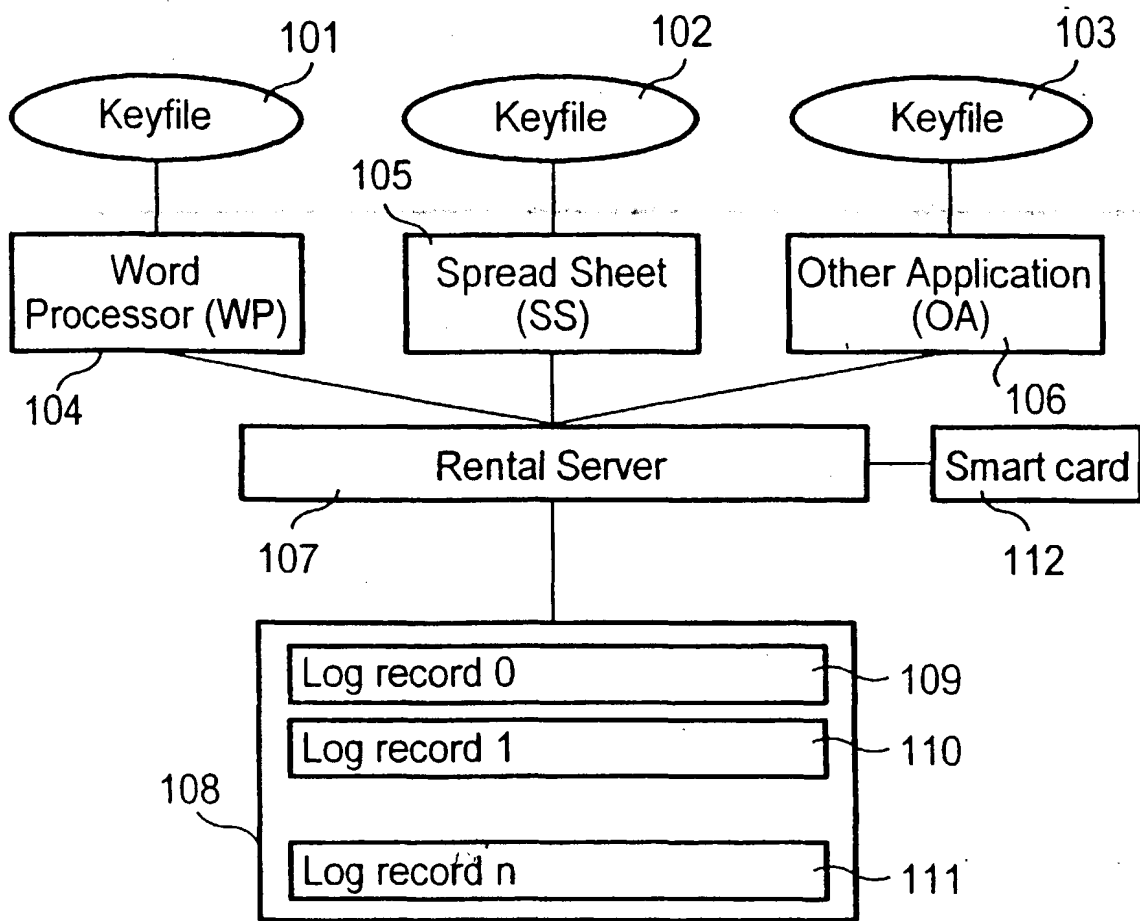 101
102
103
Keyfile
Keyfile
Keyfile
105
Word
Processor (WP)
Spread Sheet
(SS)
Other Application
(OA)
104
106
Rental Server
Smart card
107
112
Log record 0
109
Log record 1
110
108
Log record n
111